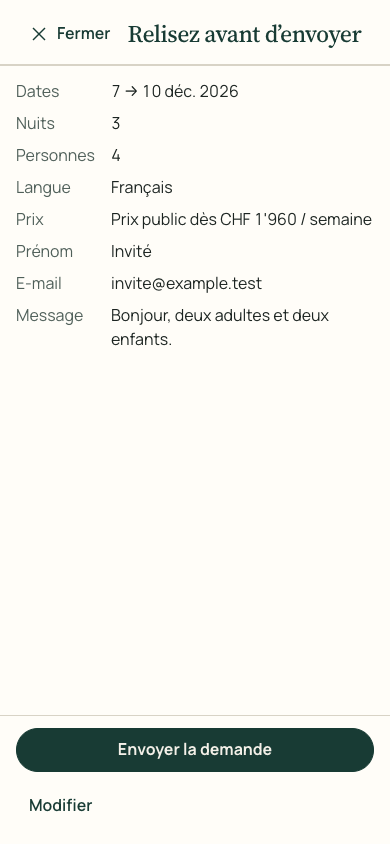 Fermer Relisez avant d’envoyer
Dates 7 → 10 déc. 2026
Nuits 3
Personnes 4
Langue Français
Prix Prix public dès CHF 1'960 / semaine
Prénom Invité
E-mail invite@example.test
Message Bonjour, deux adultes et deux
enfants.
Envoyer la demande
Modifier